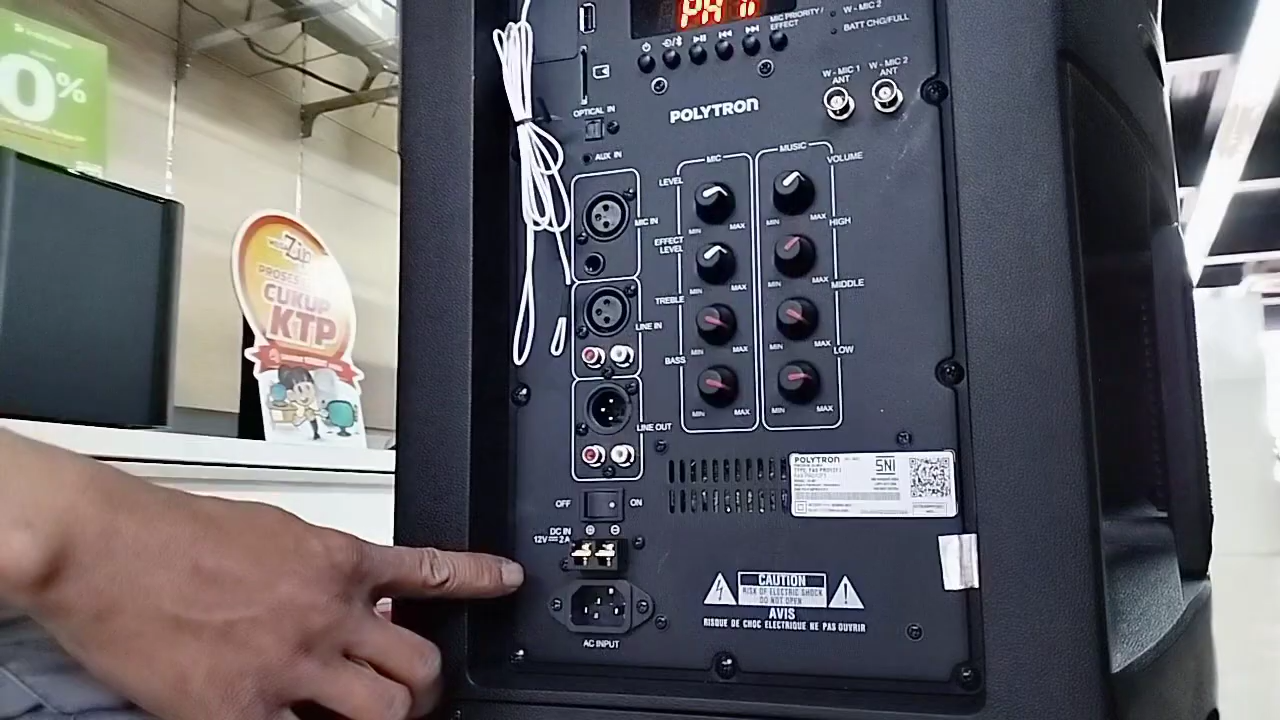 0%
Zip
PROSES
CUKUP
KTP
PA
MIC PRIORITY /
EFFECT
W - MIC 2
BATT CHG/FULL
W - MIC 1
ANT
W - MIC 2
ANT
POLYTRON
OPTICAL IN
AUX IN
MIC IN
LINE IN
LINE OUT
MIC
MUSIC
LEVEL
VOLUME
MIN
MAX
MIN
MAX
EFFECT
LEVEL
HIGH
MIN
MAX
MIN
MAX
TREBLE
MIDDLE
MIN
MAX
MIN
MAX
BASS
LOW
MIN
MAX
MIN
MAX
POLYTRON
SNI
OFF
ON
DC IN
12V 2A
AC INPUT
CAUTION
RISK OF ELECTRIC SHOCK
DO NOT OPEN
AVIS
RISQUE DE CHOC ELECTRIQUE NE PAS OUVRIR